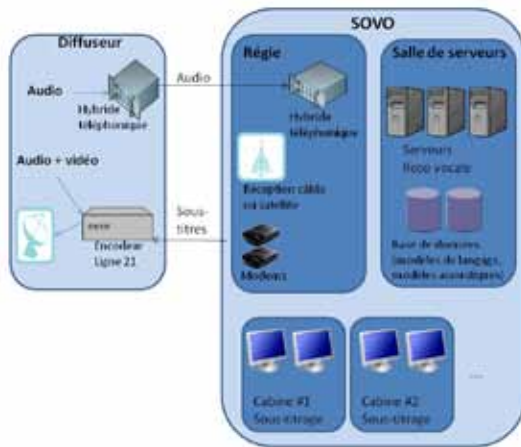 SOVO
Diffuseur
Audio
Hybride
téléphonique
Audio + vidéo
Encodeur
Ligne 21
Audio
Sous-
titres
Régie
Hybride
téléphonique
Réception câble
ou satellite
Modems
Salle de serveurs
Serveurs
Reco vocale
Base de données
(modèles de langage,
modèles acoustiques)
Cabine #1
Sous-titrage
Cabine #2
Sous-titrage
...